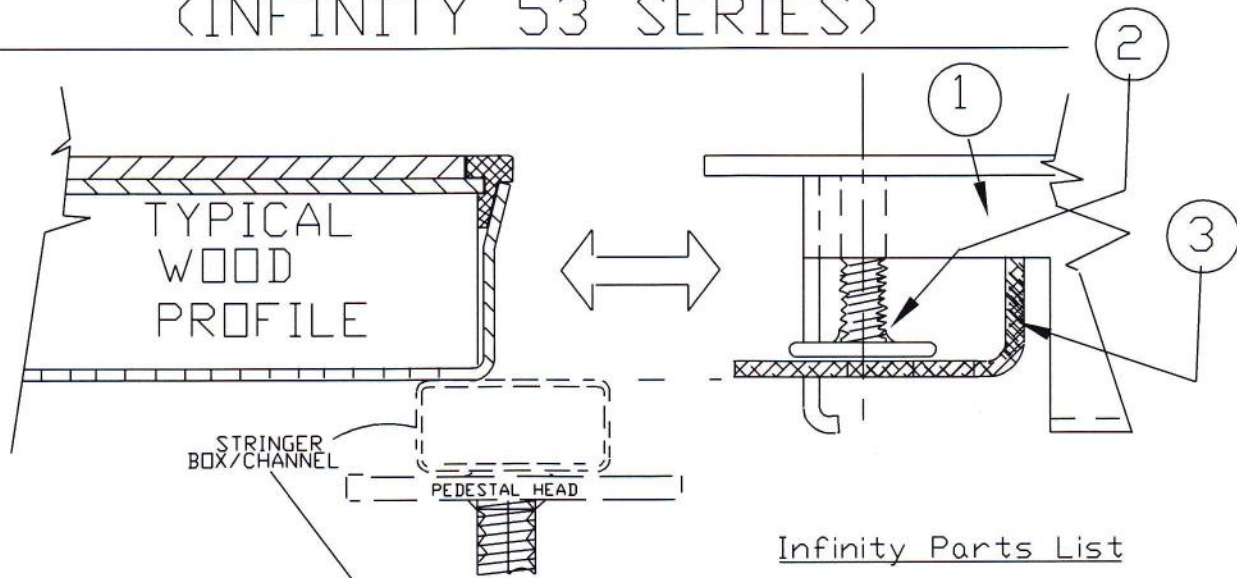 <INFINITY 53 SERIES>
1
2
3
TYPICAL
WOOD
PROFILE
STRINGER
BOX/CHANNEL
PEDESTAL HEAD
Infinity Parts List